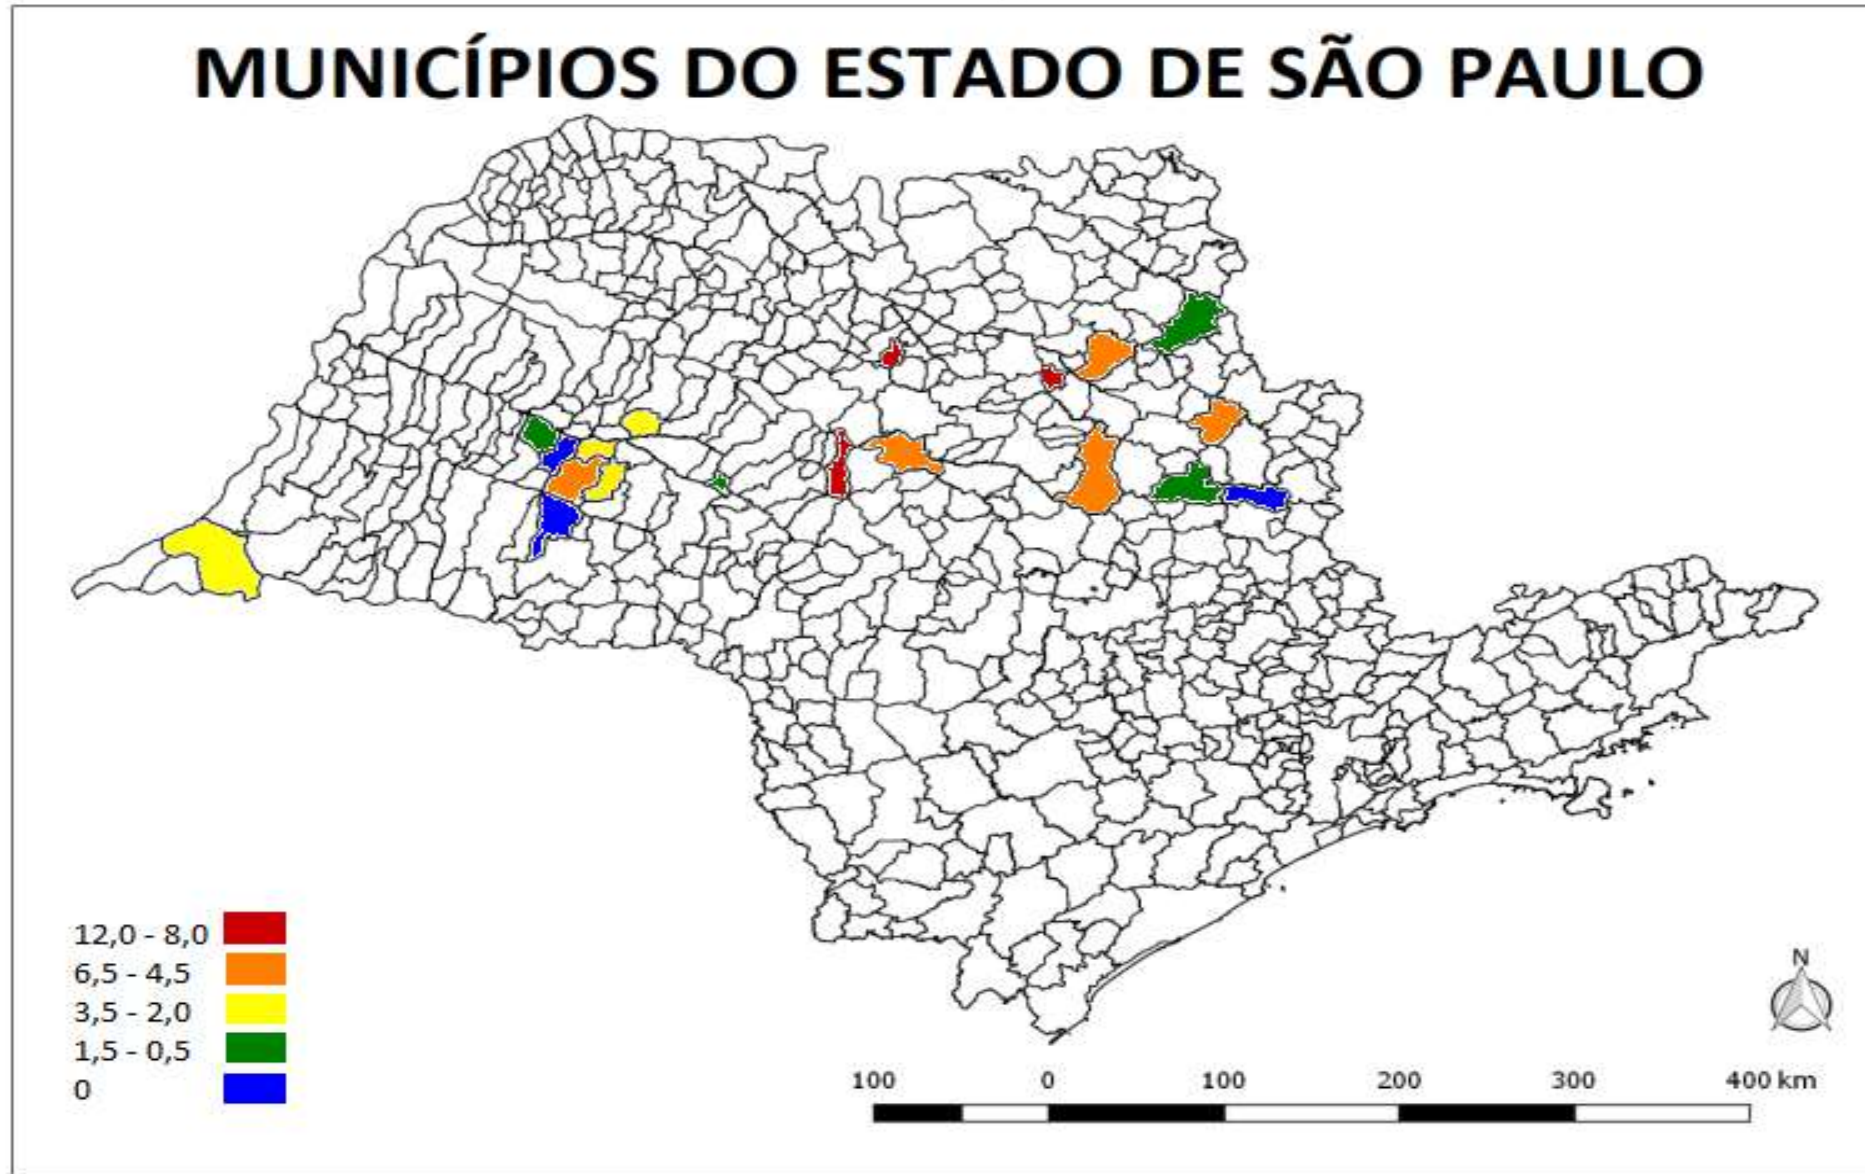 MUNICÍPIOS DO ESTADO DE SÃO PAULO
12,0 - 8,0
6,5 - 4,5
3,5 - 2,0
1,5 - 0,5
0
N
100 0 100 200 300 400 km